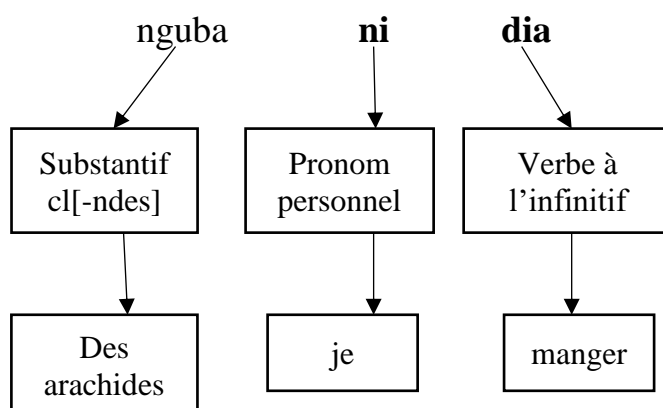 nguba ni dia
Substantif
cl[-ndes]
Pronom
personnel
Verbe à
l’infinitif
Des
arachides
je
manger